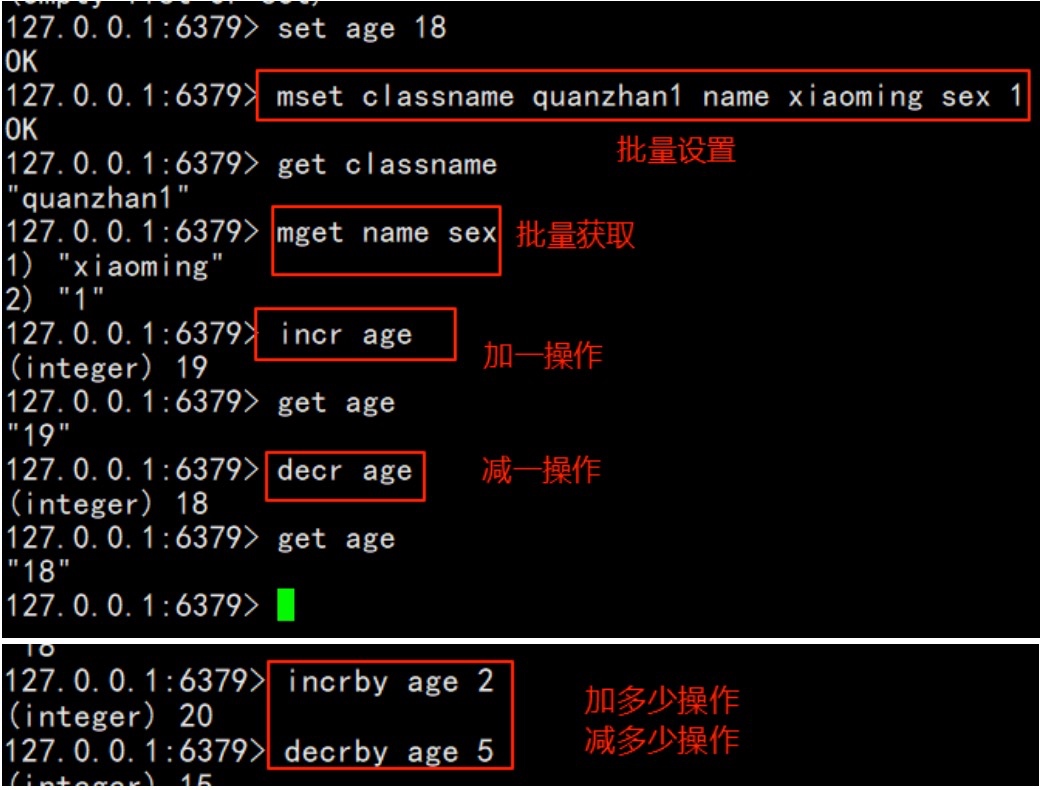 (empty list or set)
127.0.0.1:6379> set age 18
OK
127.0.0.1:6379> mset classname quanzhan1 name xiaoming sex 1
OK
批量设置
127.0.0.1:6379> get classname
"quanzhan1"
127.0.0.1:6379> mget name sex 批量获取
1) "xiaoming"
2) "1"
127.0.0.1:6379> incr age
加一操作
(integer) 19
127.0.0.1:6379> get age
"19"
127.0.0.1:6379> decr age 减一操作
(integer) 18
127.0.0.1:6379> get age
"18"
127.0.0.1:6379>
"18"
127.0.0.1:6379> incrby age 2
加多少操作
(integer) 20
127.0.0.1:6379> decrby age 5
减多少操作
(integer) 15